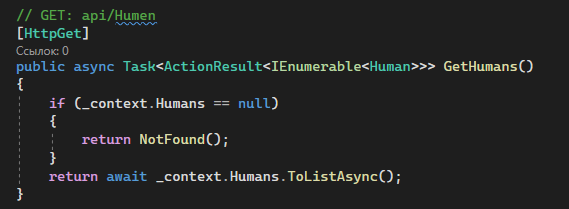 // GET: api/Humen
[HttpGet]
Ссылок: 0
public async Task<ActionResult<IEnumerable<Human>>> GetHumans()
{
if (_context.Humans == null)
{
return NotFound();
}
return await _context.Humans.ToListAsync();
}